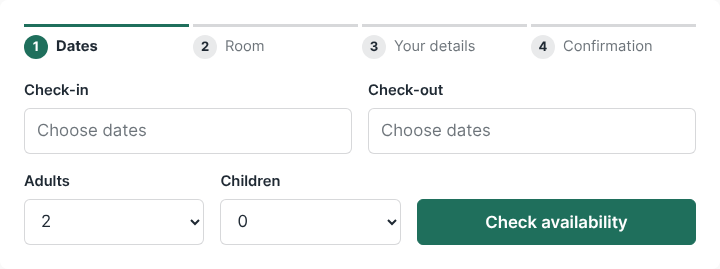 1 Dates 2 Room 3 Your details 4 Confirmation
Check-in Check-out
Choose dates Choose dates
Adults Children
2 0 Check availability